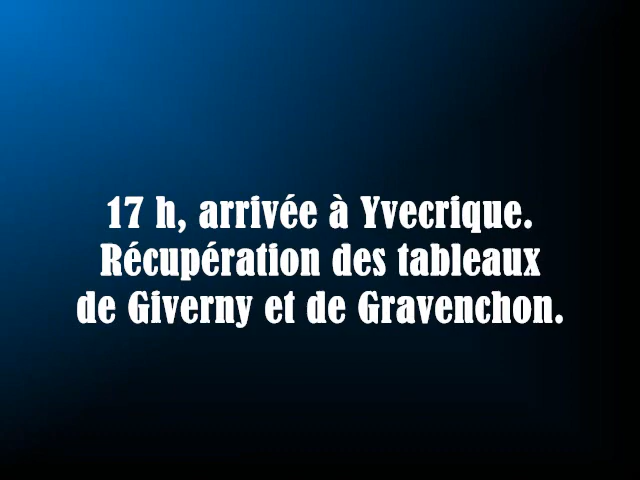 17 h, arrivée à Yvecrique.
Récupération des tableaux
de Giverny et de Gravenchon.